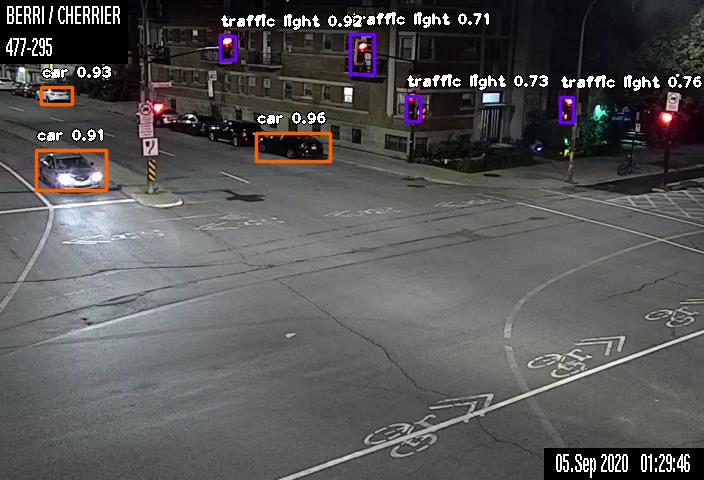 BERRI / CHERRIER
477-295
traffic light 0.92
traffic light 0.71
car 0.93
traffic light 0.73
traffic light 0.76
car 0.96
car 0.91
05.Sep 2020 01:29:46